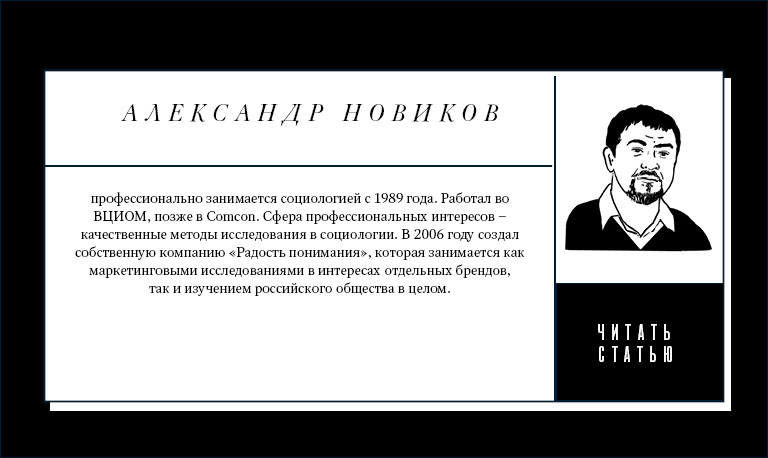 АЛЕКСАНДР НОВИКОВ
профессионально занимается социологией с 1989 года. Работал во
ВЦИОМ, позже в Comcon. Сфера профессиональных интересов –
качественные методы исследования в социологии. В 2006 году создал
собственную компанию «Радость понимания», которая занимается как
маркетинговыми исследованиями в интересах отдельных брендов,
так и изучением российского общества в целом.
ЧИТАТЬ
СТАТЬЮ